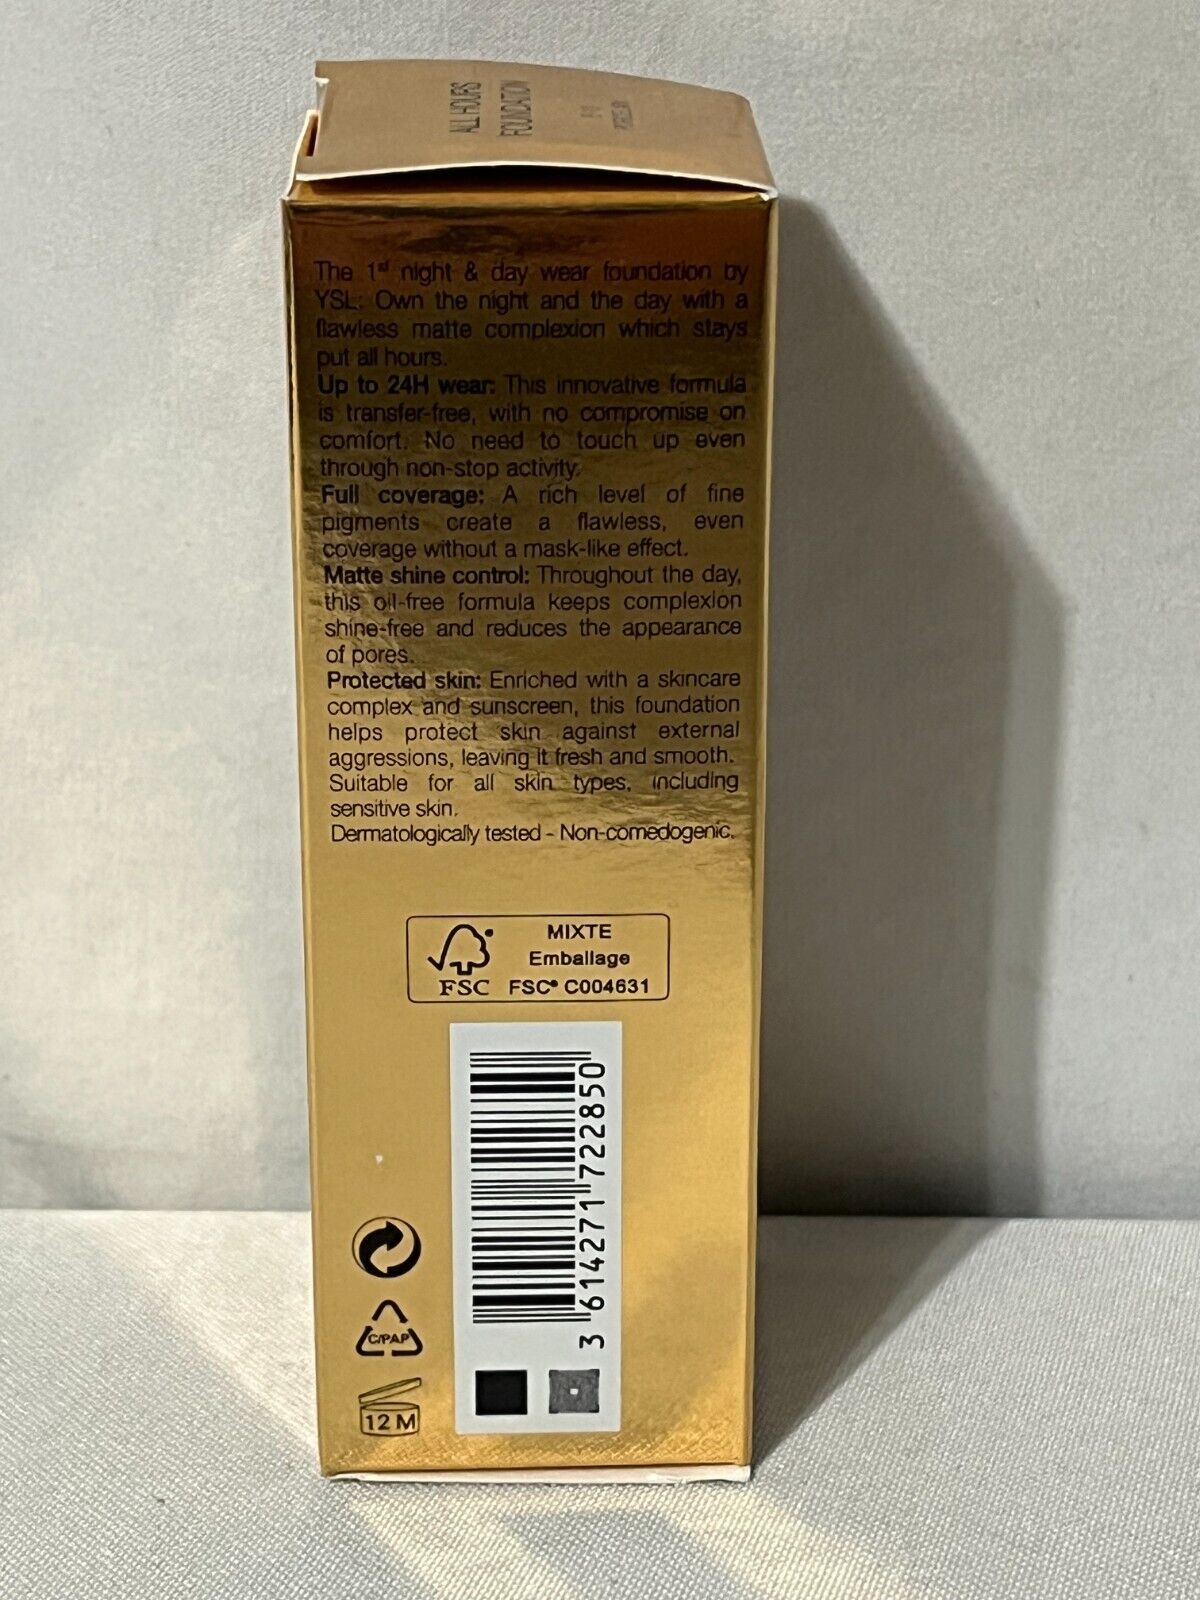 ALL HOURS
FOUNDATION
The 1st night & day wear foundation by
YSL: Own the night and the day with a
flawless matte complexion which stays
put all hours.
Up to 24H wear: This innovative formula
is transfer-free, with no compromise on
comfort. No need to touch up even
through non-stop activity.
Full coverage: A rich level of fine
pigments create a flawless, even
coverage without a mask-like effect.
Matte shine control: Throughout the day,
this oil-free formula keeps complexion
shine-free and reduces the appearance
of pores.
Protected skin: Enriched with a skincare
complex and sunscreen, this foundation
helps protect skin against external
aggressions, leaving it fresh and smooth.
Suitable for all skin types, including
sensitive skin.
Dermatologically tested - Non-comedogenic.
MIXTE
Emballage
FSC FSC® C004631
3 614271 722850
C/PAP
12 M